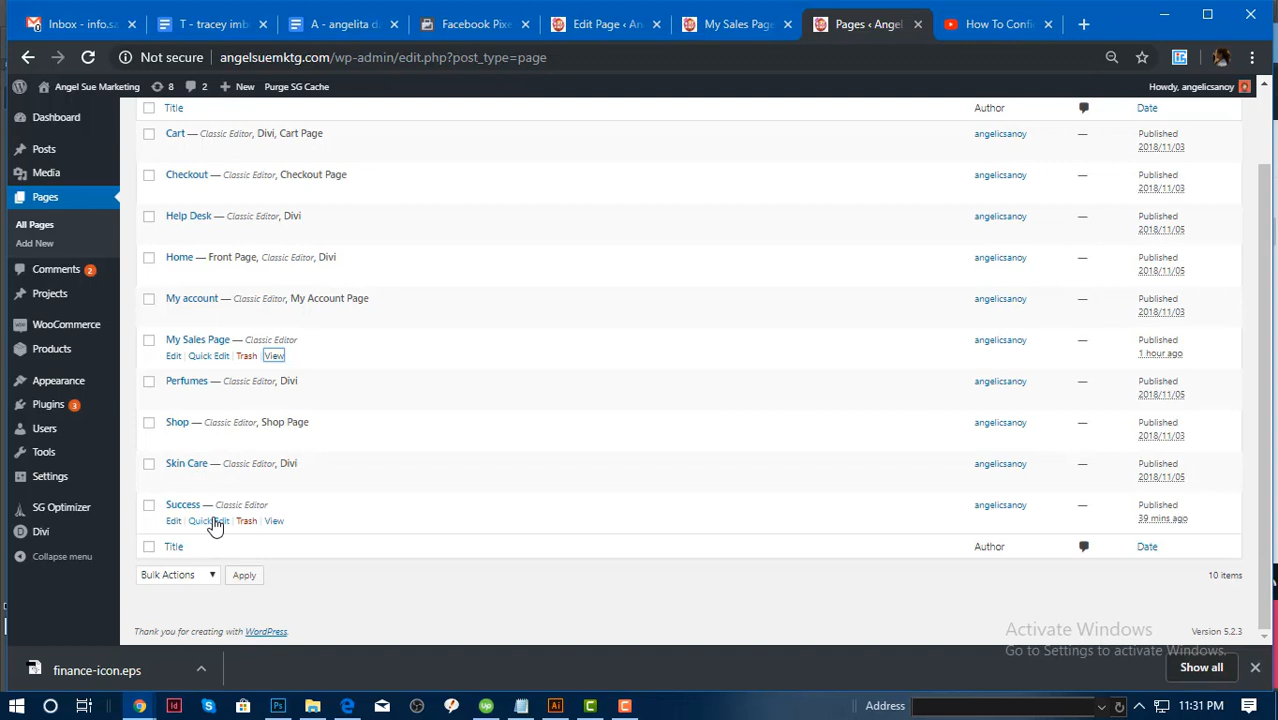 Inbox - info.sa
T - tracey imb
A - angelita da
Facebook Pixe
Edit Page ‹ An
My Sales Page
Pages ‹ Angel
How To Confi
Not secure angelsuemktg.com/wp-admin/edit.php?post_type=page
Angel Sue Marketing 8 2 New Purge SG Cache Howdy, angelicsanoy
Dashboard
Posts
Media
Pages
All Pages
Add New
Comments 2
Projects
WooCommerce
Products
Appearance
Plugins 3
Users
Tools
Settings
SG Optimizer
Divi
Collapse menu
Title Author Date
Cart — Classic Editor, Divi, Cart Page angelicsanoy — Published
2018/11/03
Checkout — Classic Editor, Checkout Page angelicsanoy — Published
2018/11/03
Help Desk — Classic Editor, Divi angelicsanoy — Published
2018/11/05
Home — Front Page, Classic Editor, Divi angelicsanoy — Published
2018/11/05
My account — Classic Editor, My Account Page angelicsanoy — Published
2018/11/03
My Sales Page — Classic Editor angelicsanoy — Published
Edit | Quick Edit | Trash | View 1 hour ago
Perfumes — Classic Editor, Divi angelicsanoy — Published
2018/11/05
Shop — Classic Editor, Shop Page angelicsanoy — Published
2018/11/03
Skin Care — Classic Editor, Divi angelicsanoy — Published
2018/11/05
Success — Classic Editor angelicsanoy — Published
Edit | Quick Edit | Trash | View 39 mins ago
Title Author Date
Bulk Actions Apply 10 items
Thank you for creating with WordPress. Version 5.2.3
Activate Windows
Go to Settings to activate Windows.
finance-icon.eps Show all
Address 11:31 PM